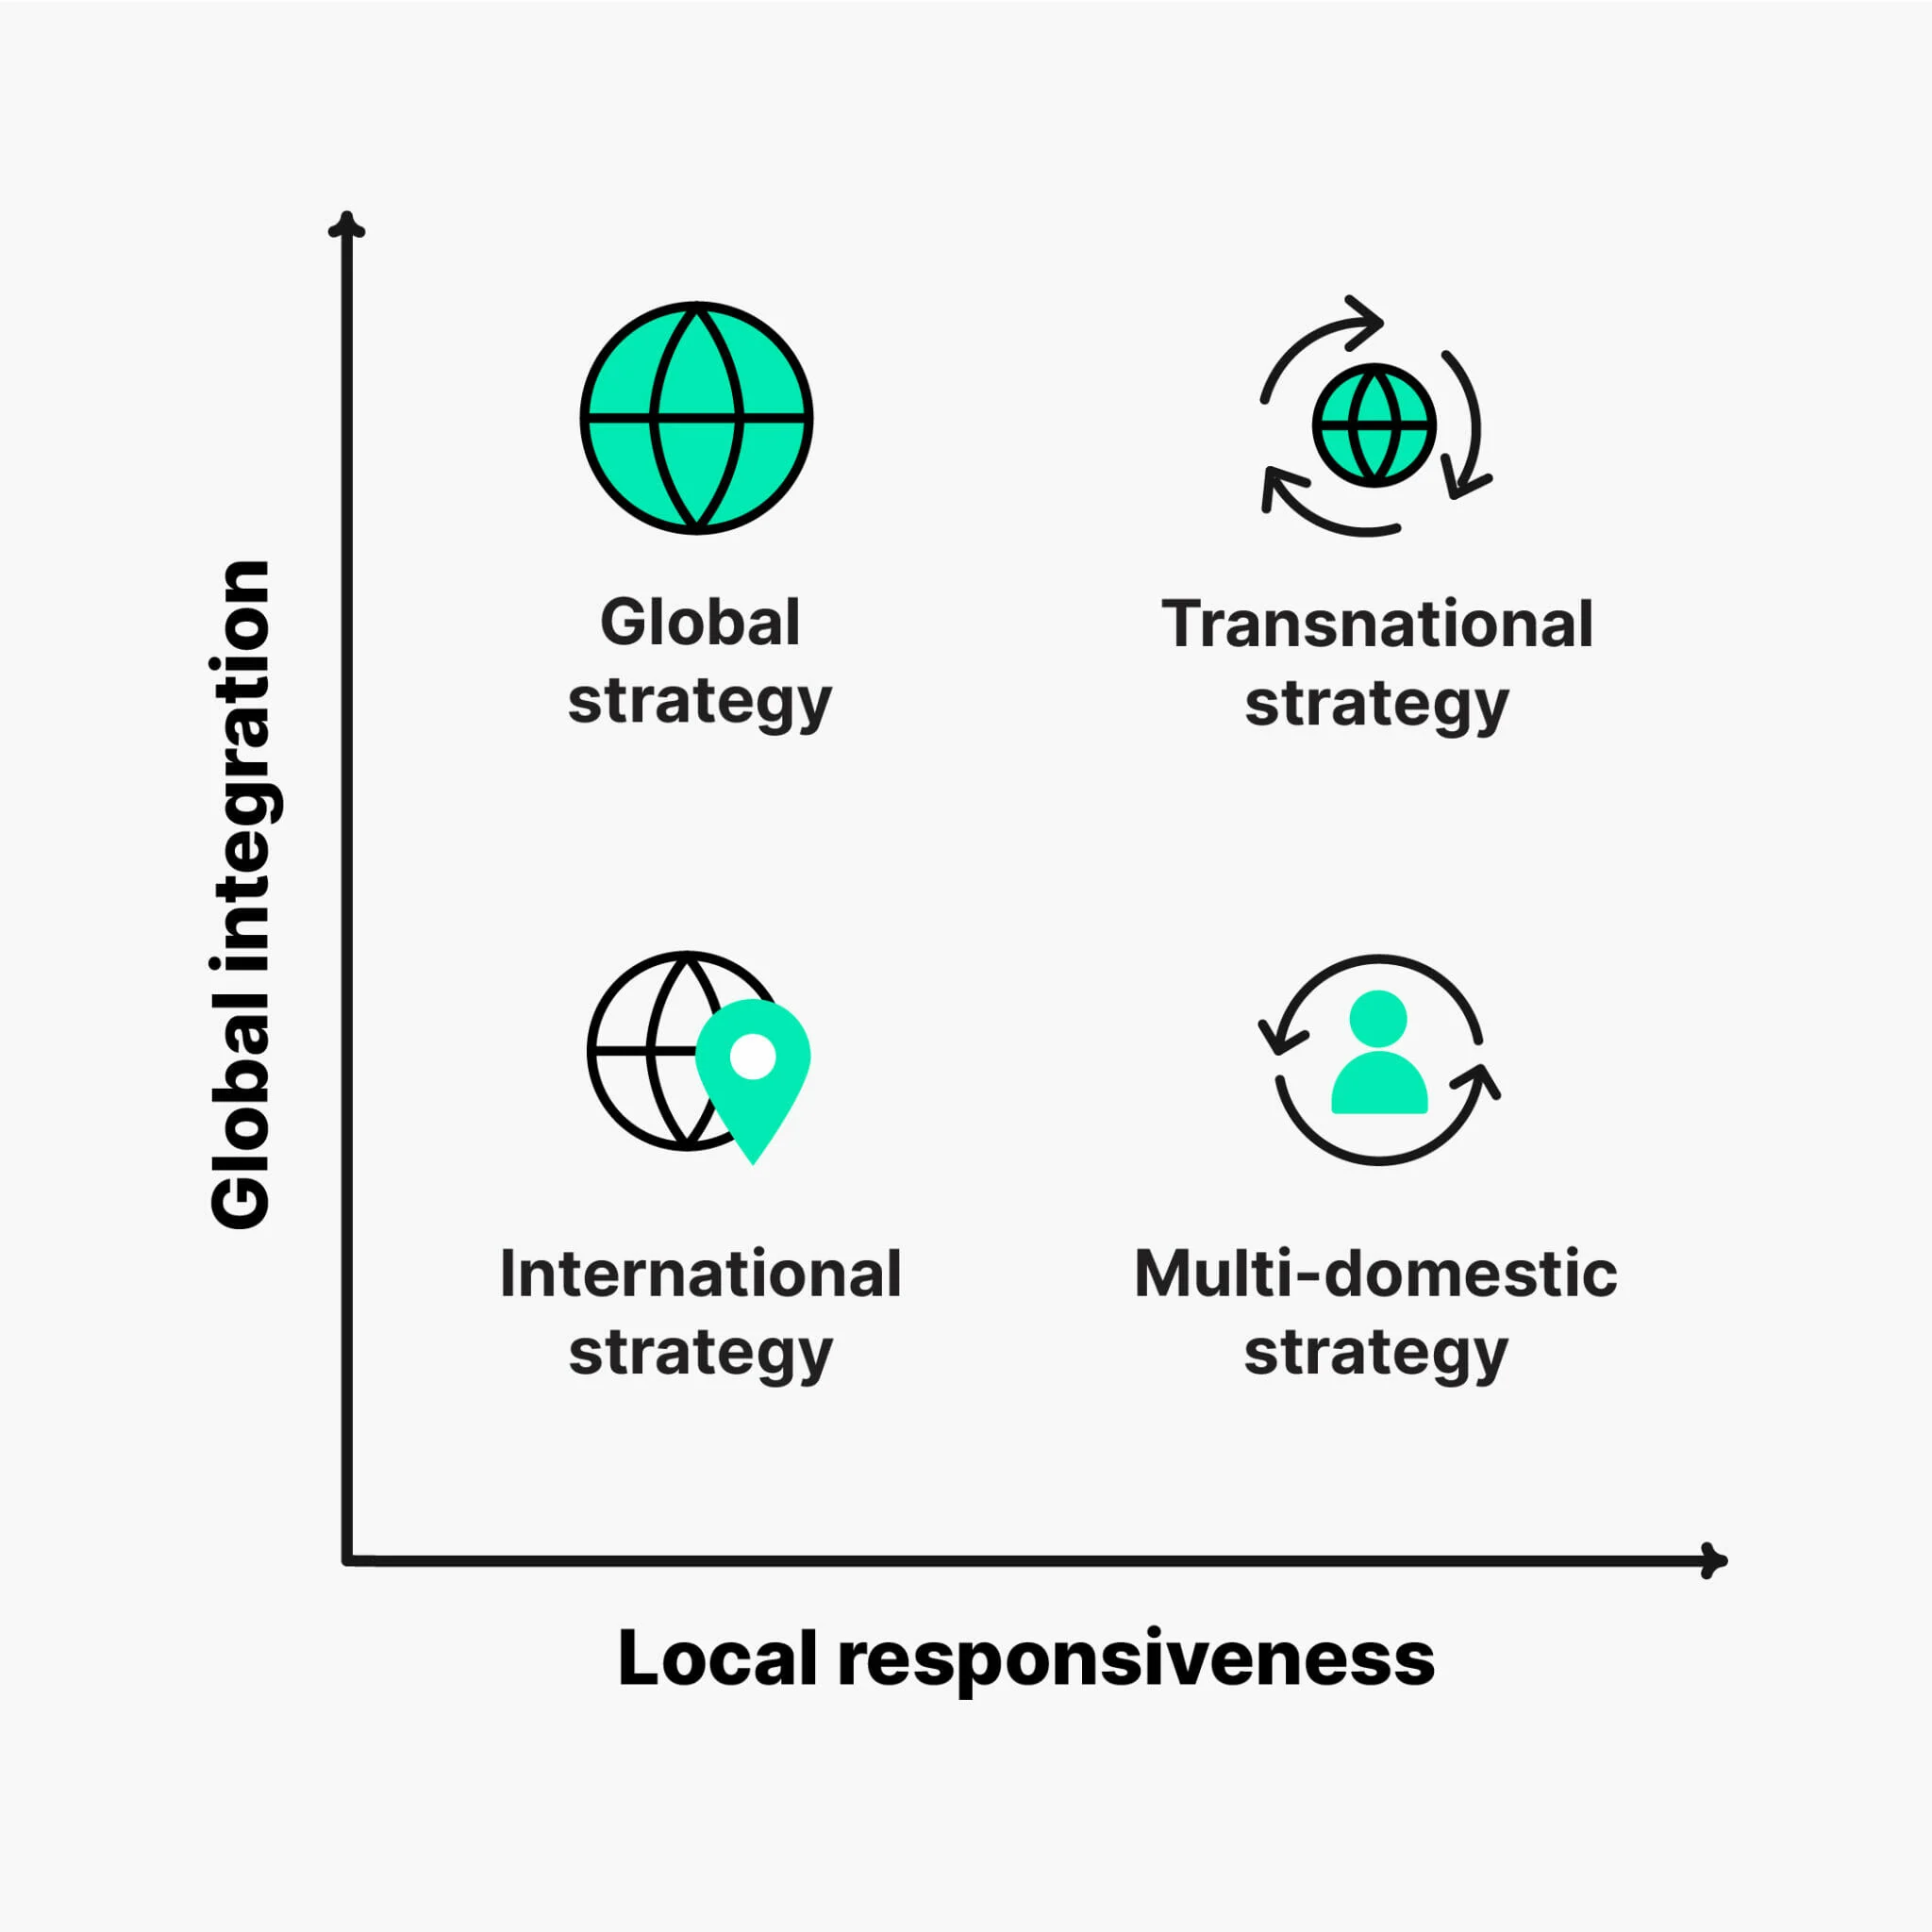 Global integration
Global
strategy
Transnational
strategy
International
strategy
Multi-domestic
strategy
Local responsiveness